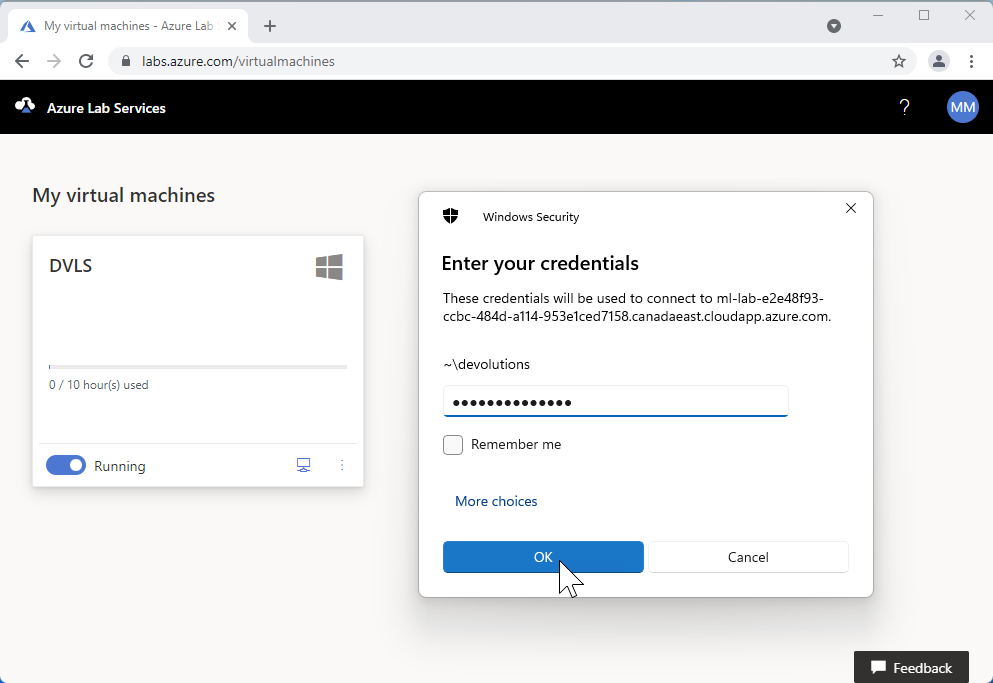 My virtual machines - Azure Lab
labs.azure.com/virtualmachines
Azure Lab Services
?
MM
My virtual machines
DVLS
0 / 10 hour(s) used
Running
Windows Security
Enter your credentials
These credentials will be used to connect to ml-lab-e2e48f93-
ccbc-484d-a114-953e1ced7158.canadaeast.cloudapp.azure.com.
~\devolutions
●●●●●●●●●●●●●●
Remember me
More choices
OK
Cancel
Feedback